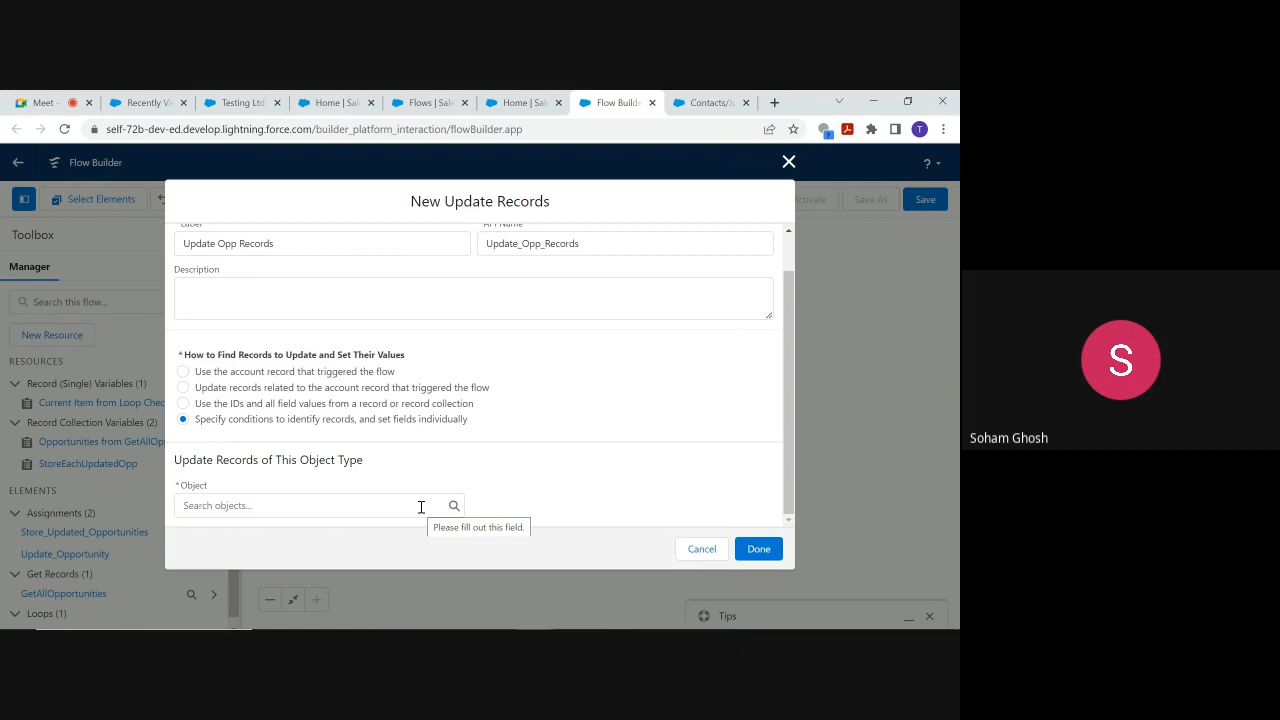 Meet -
Recently Vi
Testing Ltd
Home | Sal
Flows | Sale
Home | Sal
Flow Builde
Contacts/Ju
self-72b-dev-ed.develop.lightning.force.com/builder_platform_interaction/flowBuilder.app
T
Flow Builder
?
Select Elements
Activate
Save As
Save
Toolbox
Manager
Search this flow...
New Resource
RESOURCES
Record (Single) Variables (1)
Current Item from Loop Chec
Record Collection Variables (2)
Opportunities from GetAllOpp
StoreEachUpdatedOpp
ELEMENTS
Assignments (2)
Store_Updated_Opportunities
Update_Opportunity
Get Records (1)
GetAllOpportunities
Loops (1)
New Update Records
Label
API Name
Update Opp Records
Update_Opp_Records
Description
* How to Find Records to Update and Set Their Values
Use the account record that triggered the flow
Update records related to the account record that triggered the flow
Use the IDs and all field values from a record or record collection
Specify conditions to identify records, and set fields individually
Update Records of This Object Type
* Object
Search objects...
Please fill out this field.
Cancel
Done
Tips
S
Soham Ghosh